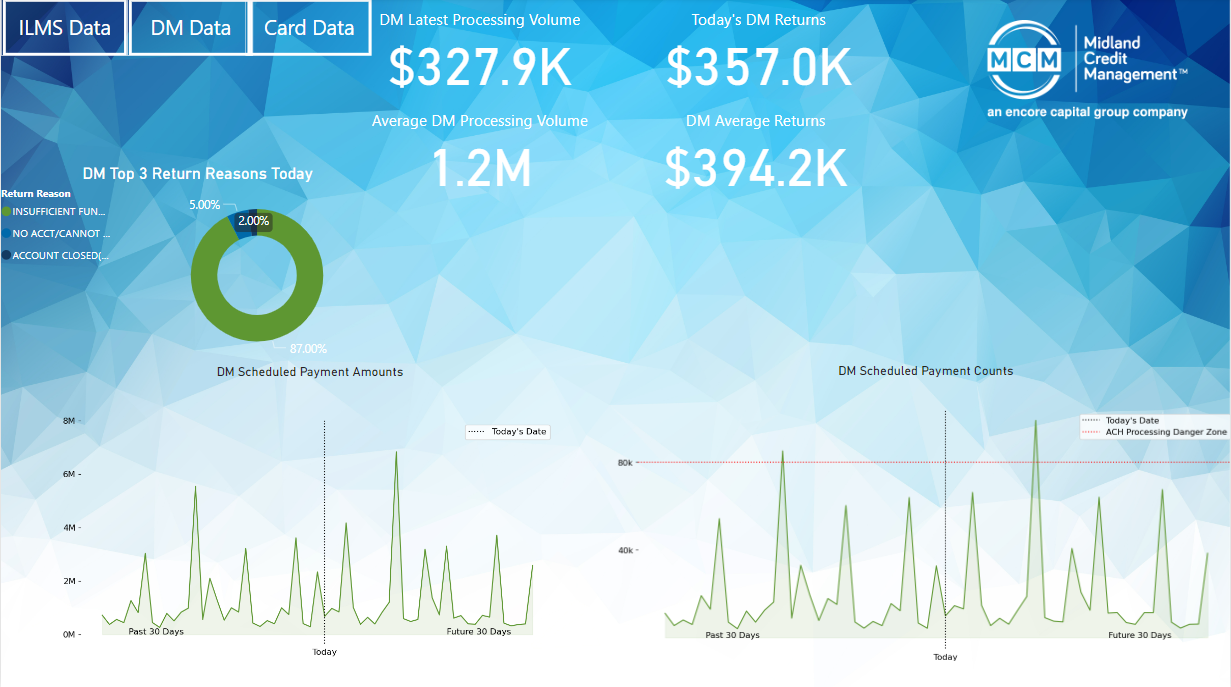 ILMS Data
DM Data
Card Data
DM Latest Processing Volume
$327.9K
Today's DM Returns
$357.0K
MCM
Midland
Credit
Management™
an encore capital group company
Average DM Processing Volume
1.2M
DM Average Returns
$394.2K
DM Top 3 Return Reasons Today
Return Reason
INSUFFICIENT FUN...
NO ACCT/CANNOT ...
ACCOUNT CLOSED(...
5.00%
2.00%
87.00%
DM Scheduled Payment Amounts
8M
6M
4M
2M
0M
Today's Date
Past 30 Days
Future 30 Days
Today
DM Scheduled Payment Counts
80k
40k
Today's Date
ACH Processing Danger Zone
Past 30 Days
Future 30 Days
Today